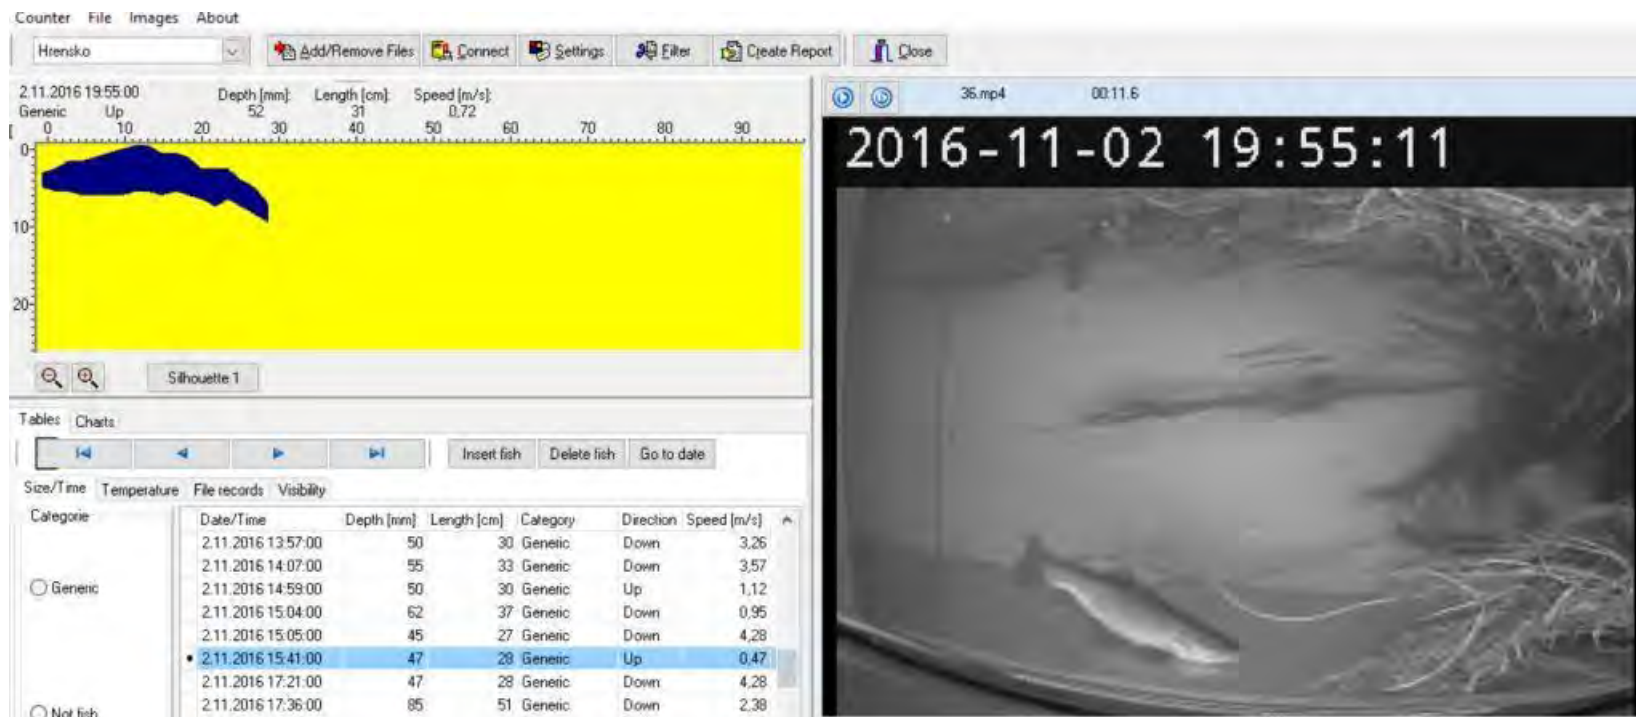 Counter File Images About
Hrensko Add/Remove Files Connect Settings Filter Create Report Close
2.11.2016 19:55:00 Depth [mm]: Length [cm]: Speed [m/s]:
Generic Up 52 31 0,72
0 10 20 30 40 50 60 70 80 90
0
10
20
Silhouette 1
36.mp4 00:11.6
2016-11-02 19:55:11
Tables Charts
Insert fish Delete fish Go to date
Size/Time Temperature File records Visibility
Categorie
Generic
Not fish
Date/Time Depth [mm] Length [cm] Category Direction Speed [m/s]
2.11.2016 13:57:00 50 30 Generic Down 3,26
2.11.2016 14:07:00 55 33 Generic Down 3,57
2.11.2016 14:59:00 50 30 Generic Up 1,12
2.11.2016 15:04:00 62 37 Generic Down 0,95
2.11.2016 15:05:00 45 27 Generic Down 4,28
2.11.2016 15:41:00 47 28 Generic Up 0,47
2.11.2016 17:21:00 47 28 Generic Down 4,28
2.11.2016 17:36:00 85 51 Generic Down 2,38